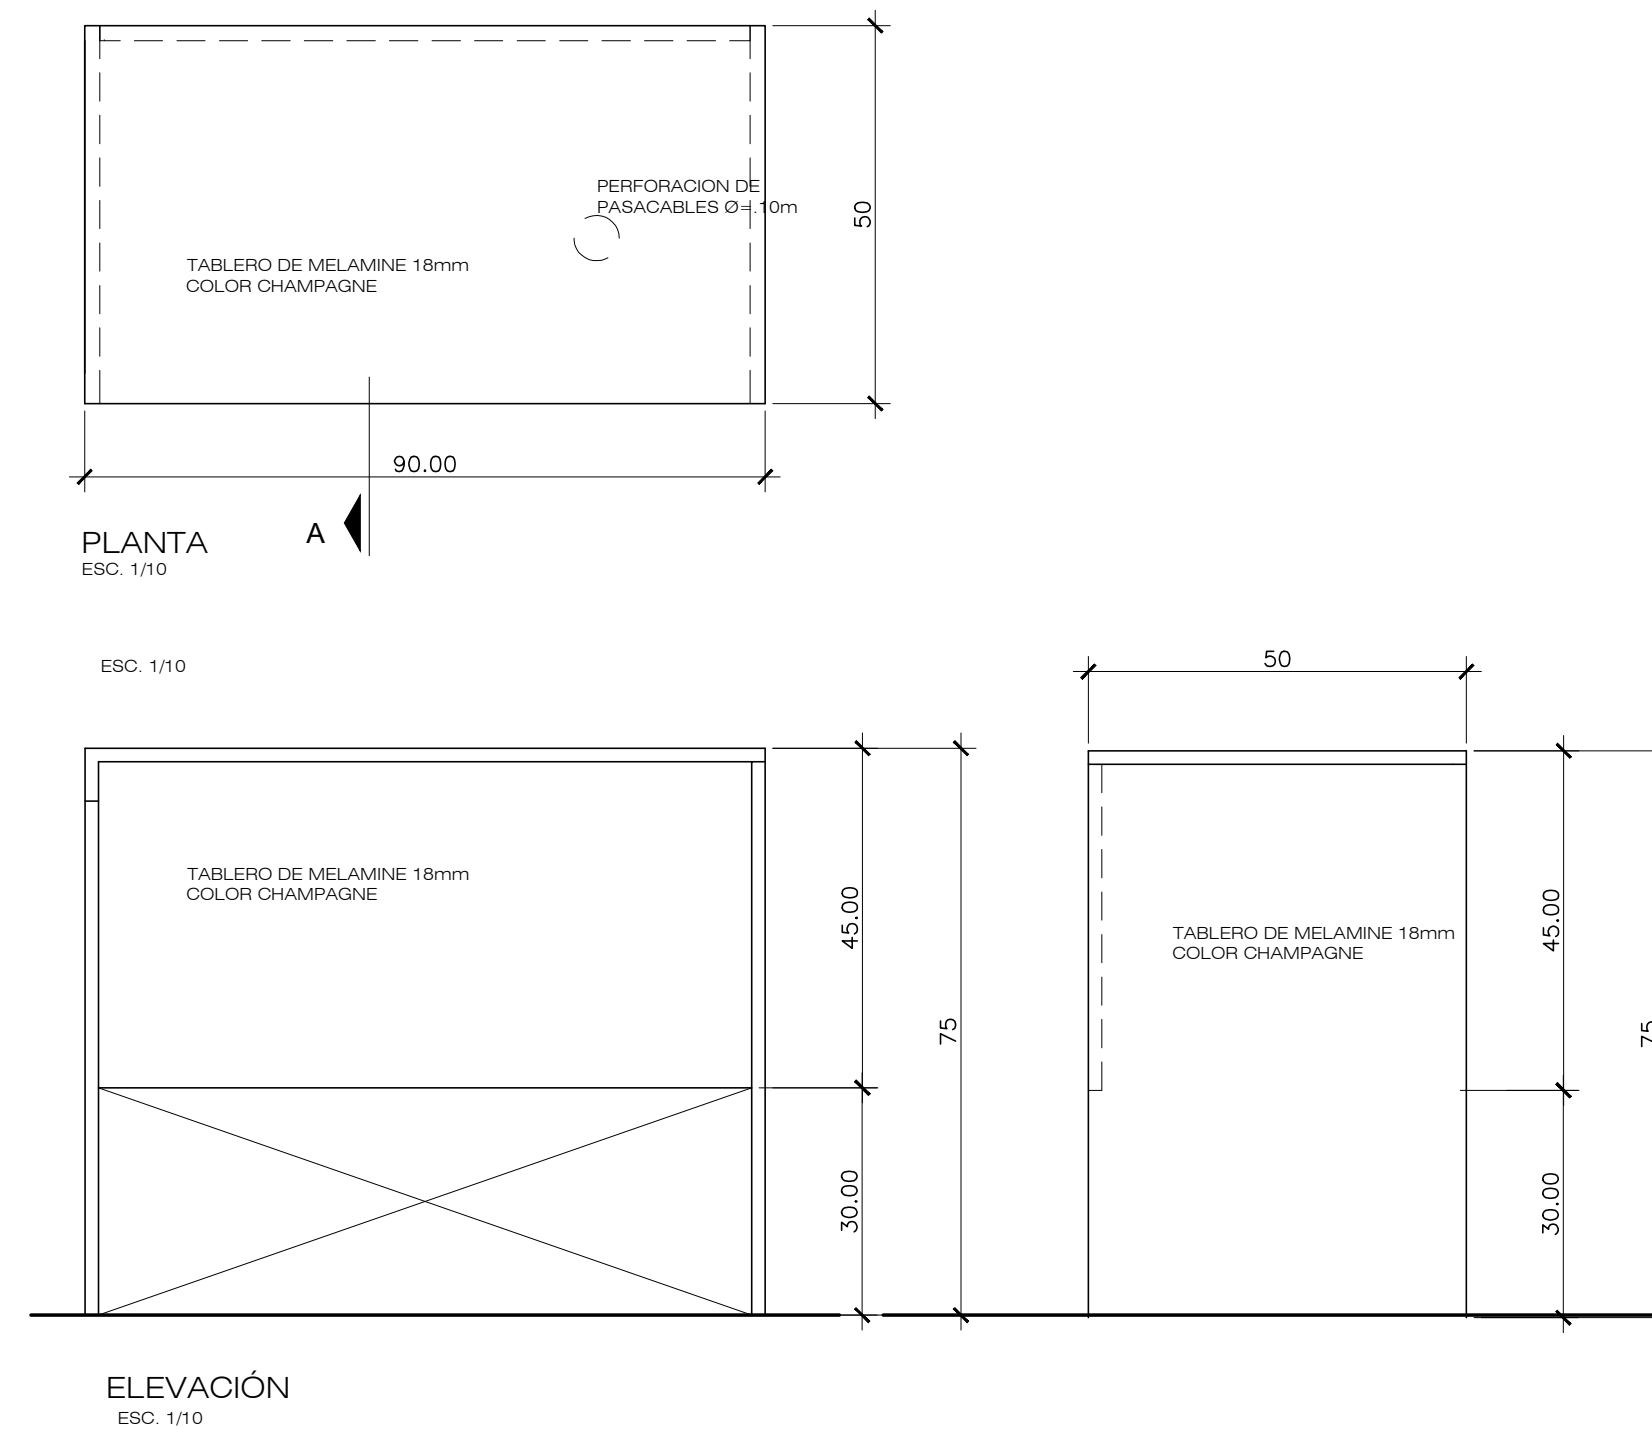 PERFORACION DE
PASACABLES Ø=.10m
50
TABLERO DE MELAMINE 18mm
COLOR CHAMPAGNE
90.00
A
PLANTA
ESC. 1/10
ESC. 1/10
50
TABLERO DE MELAMINE 18mm
COLOR CHAMPAGNE
45.00
75
30.00
TABLERO DE MELAMINE 18mm
COLOR CHAMPAGNE
45.00
75
30.00
ELEVACIÓN
ESC. 1/10